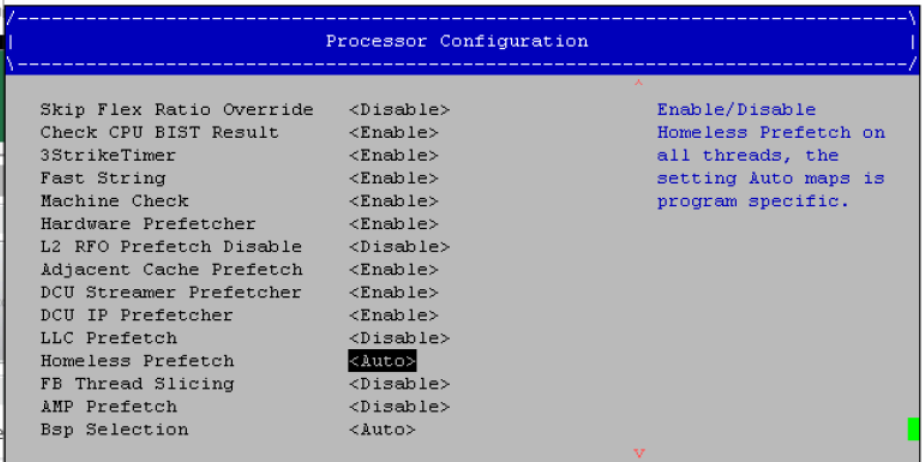 /------------------------------------------------------------------------\
| Processor Configuration |
\------------------------------------------------------------------------/
^
Skip Flex Ratio Override <Disable> Enable/Disable
Check CPU BIST Result <Enable> Homeless Prefetch on
3StrikeTimer <Enable> all threads, the
Fast String <Enable> setting Auto maps is
Machine Check <Enable> program specific.
Hardware Prefetcher <Enable>
L2 RFO Prefetch Disable <Disable>
Adjacent Cache Prefetch <Enable>
DCU Streamer Prefetcher <Enable>
DCU IP Prefetcher <Enable>
LLC Prefetch <Disable>
Homeless Prefetch <Auto>
FB Thread Slicing <Disable>
AMP Prefetch <Disable>
Bsp Selection <Auto>
v